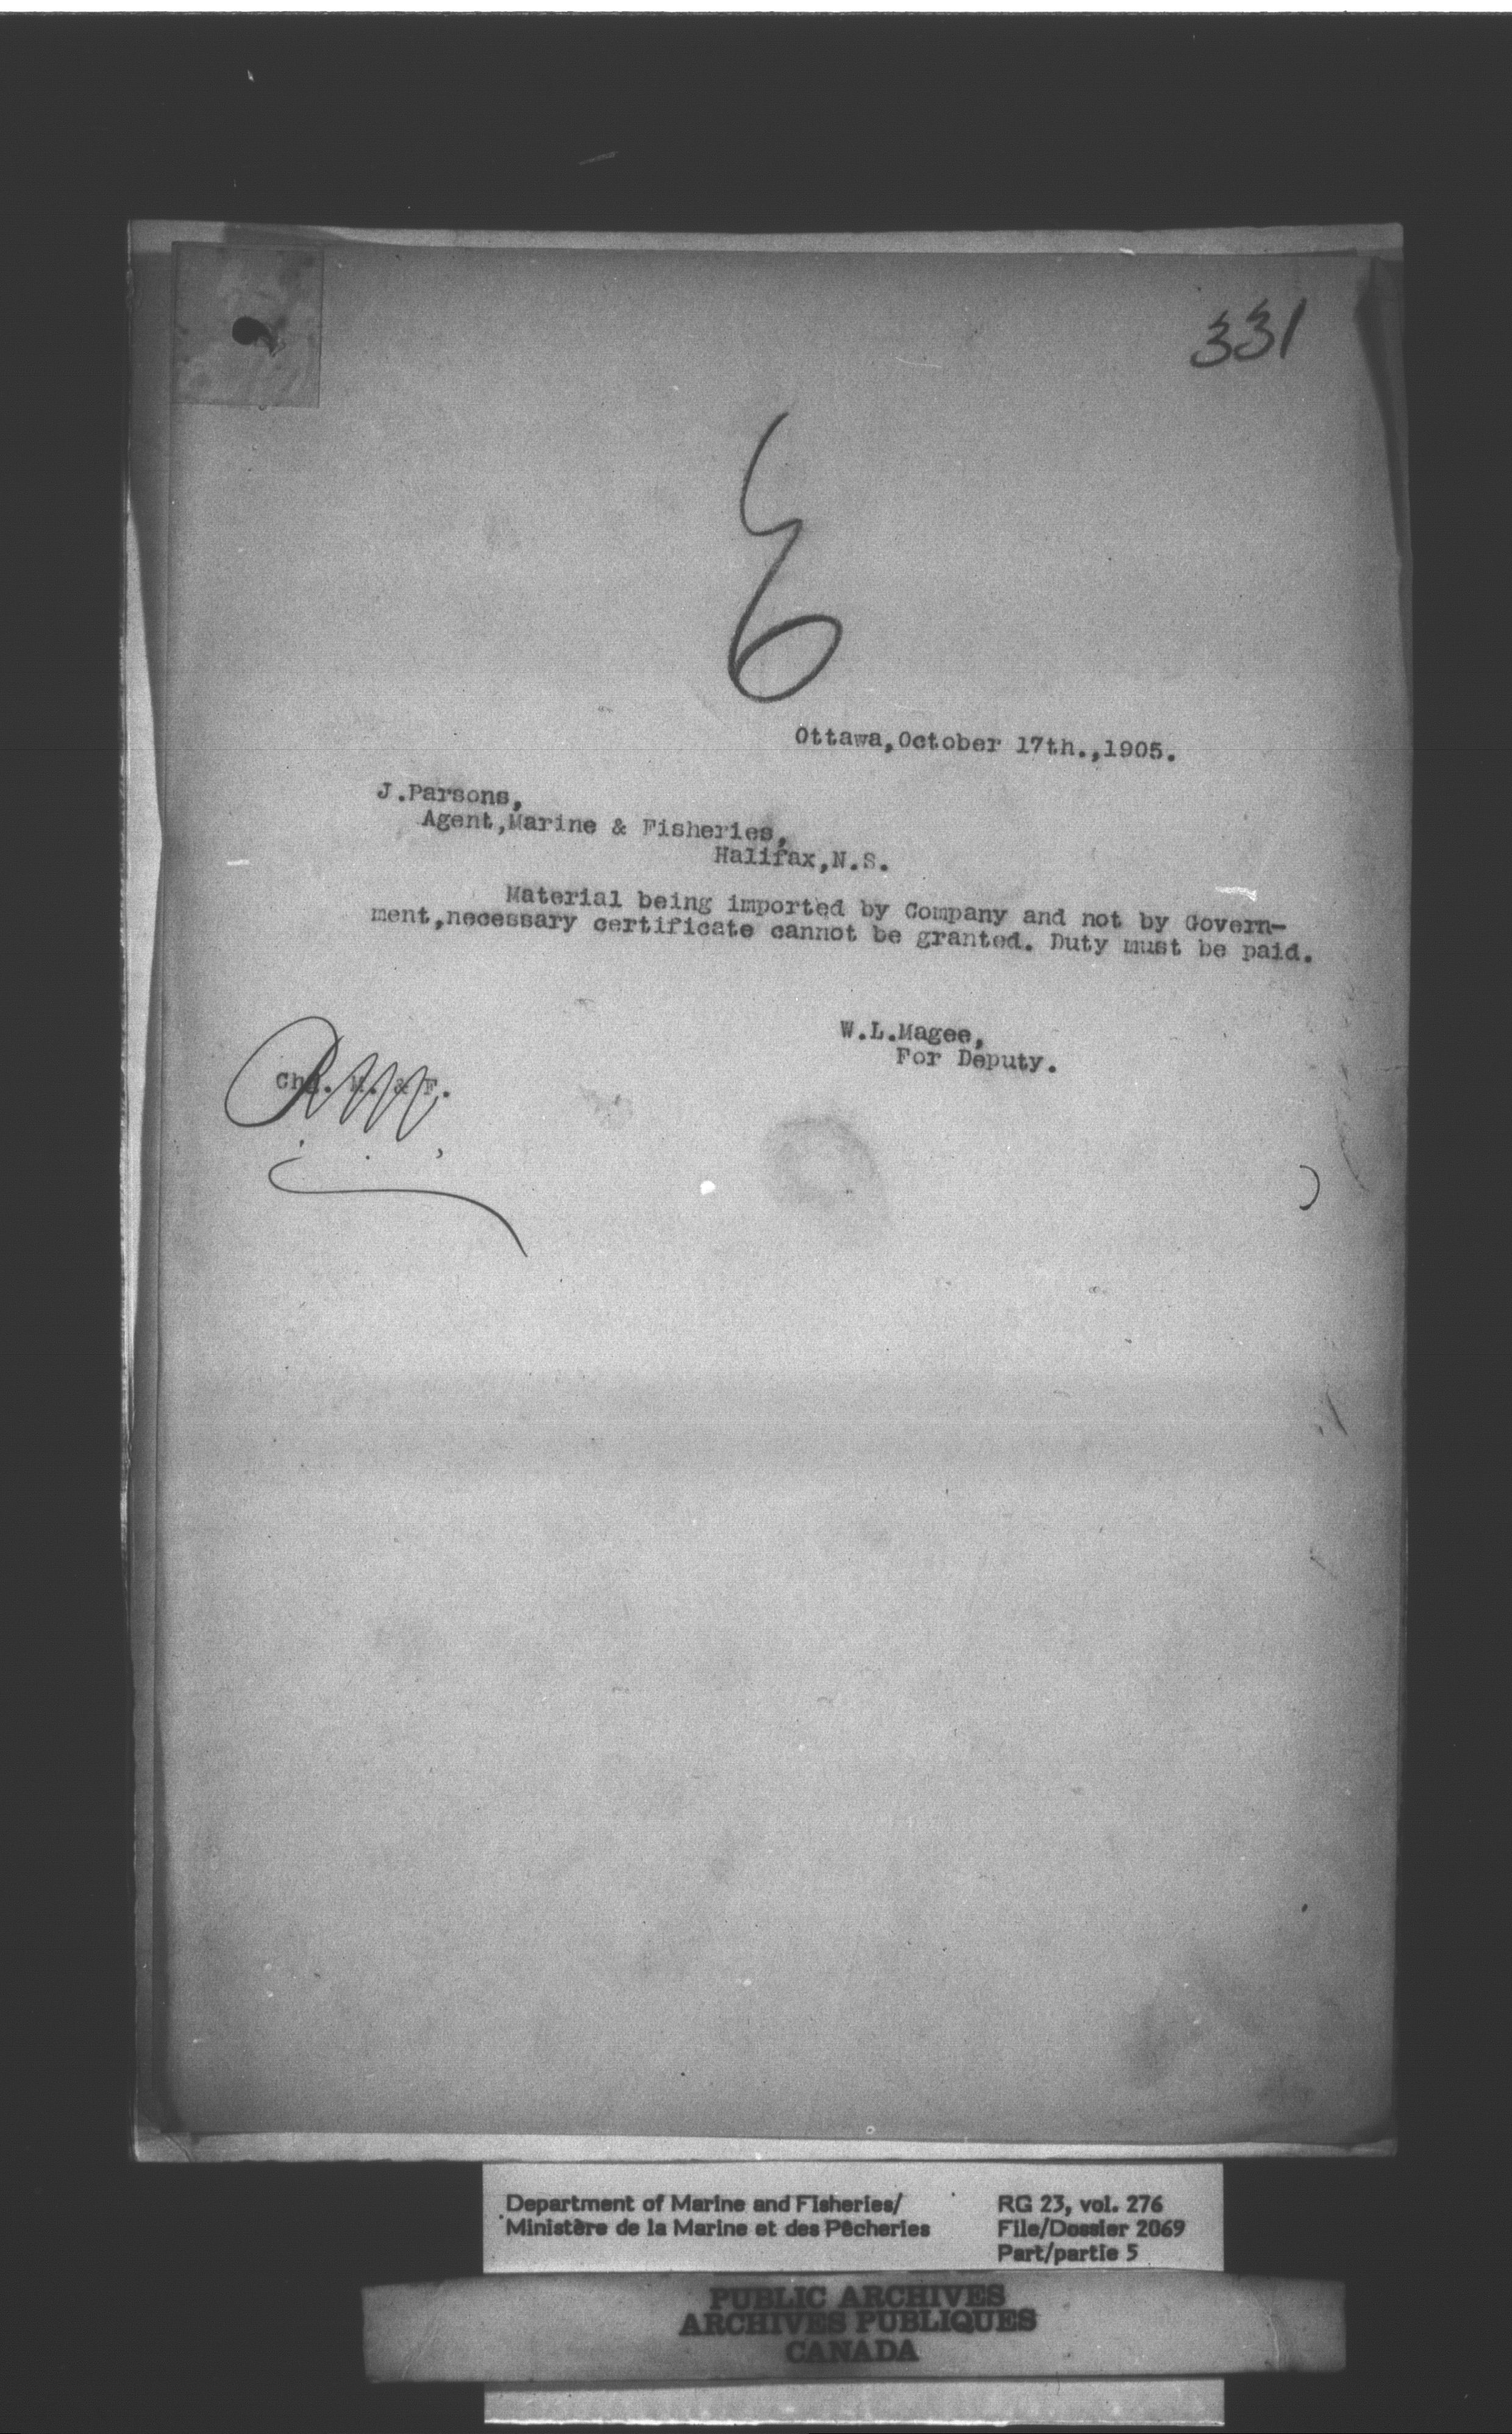 331
Ottawa,October 17th.,1905.
J.Parsons,
Agent,Marine & Fisheries,
Halifax,N.S.
Material being imported by Company and not by Govern-
ment,necessary certificate cannot be granted. Duty must be paid.
W.L.Magee,
For Deputy.
Chg. M. & F.
Department of Marine and Fisheries/
Ministère de la Marine et des Pêcheries
RG 23, vol. 276
File/Dossier 2069
Part/partie 5
PUBLIC ARCHIVES
ARCHIVES PUBLIQUES
CANADA